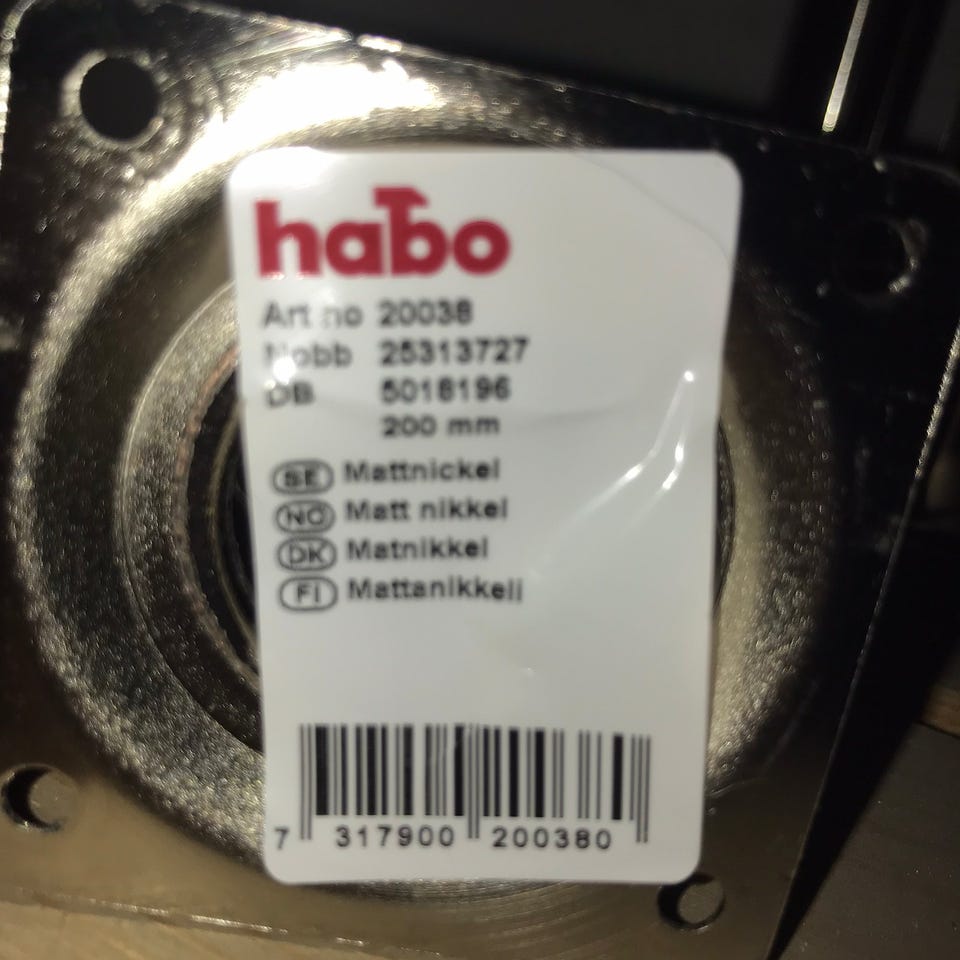 habo
Art no 20038
Nobb 25313727
DB 5018196
200 mm
SE Mattnickel
NO Matt nikkel
DK Matnikkel
FI Mattanikkeli
7 317900 200380